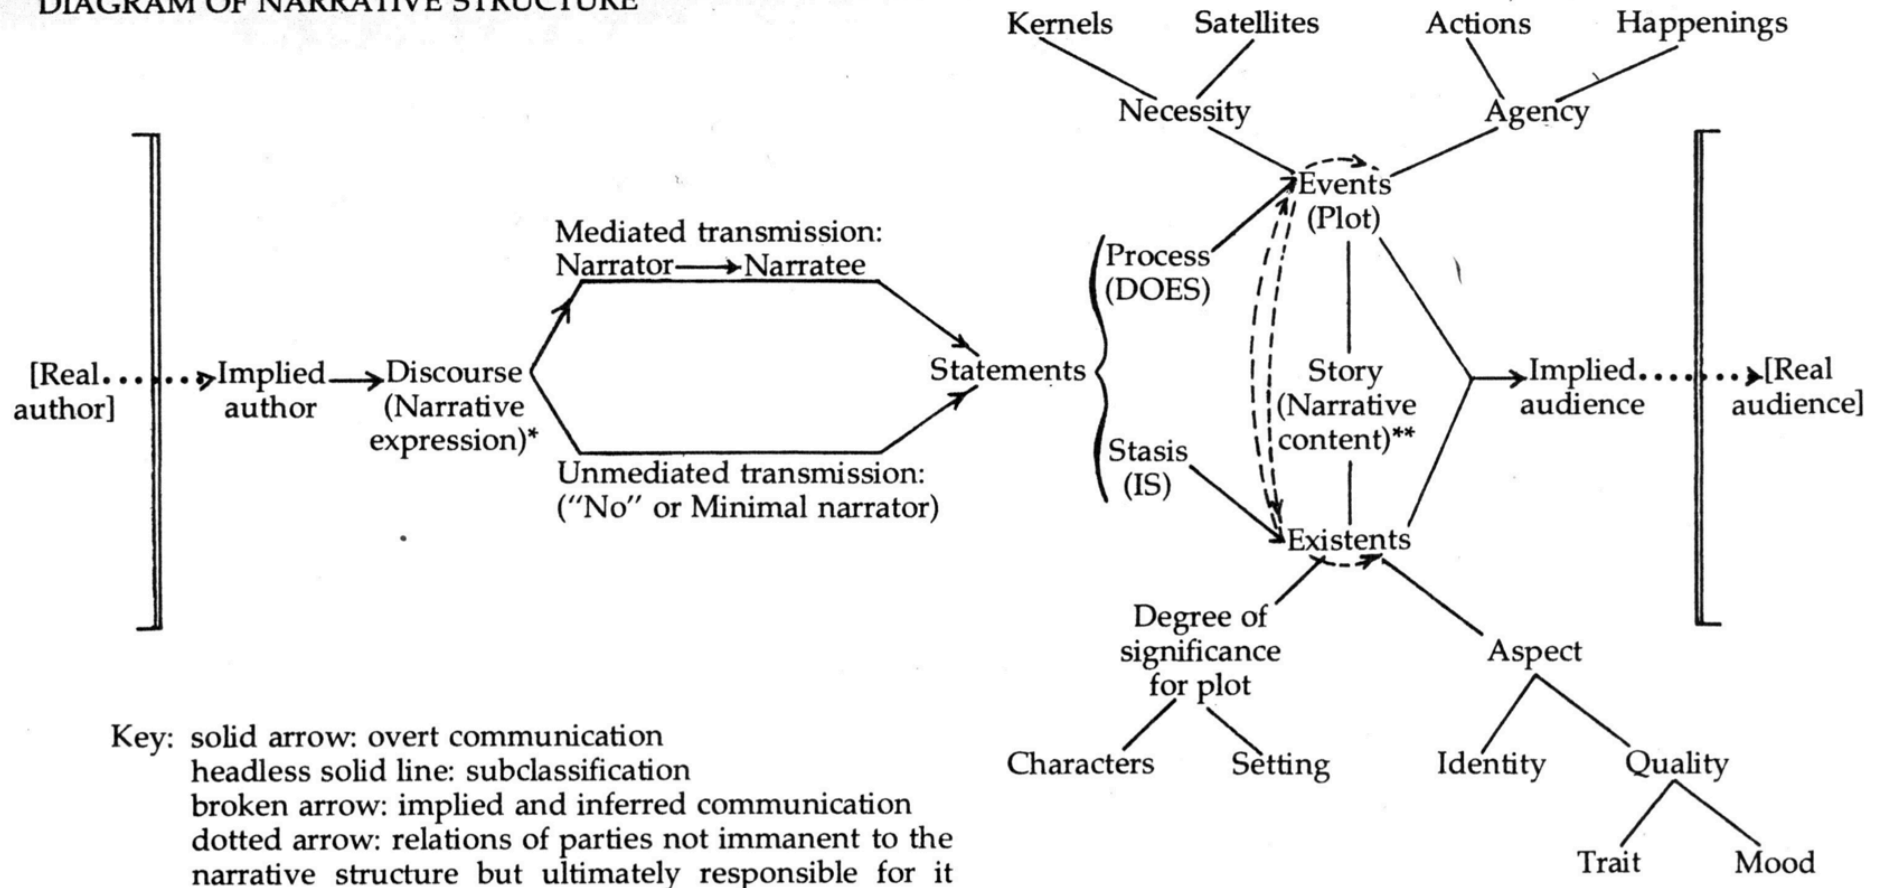 DIAGRAM OF NARRATIVE STRUCTURE
Kernels Satellites Actions Happenings
Necessity Agency
Events
(Plot)
Mediated transmission:
Narrator Narratee
Process
(DOES)
[Real
author]
Implied
author
Discourse
(Narrative
expression)*
Statements
Story
(Narrative
content)**
Implied
audience
[Real
audience]
Stasis
(IS)
Unmediated transmission:
("No" or Minimal narrator)
Existents
Degree of
significance
for plot
Aspect
Characters Setting Identity Quality
Trait Mood
Key: solid arrow: overt communication
headless solid line: subclassification
broken arrow: implied and inferred communication
dotted arrow: relations of parties not immanent to the
narrative structure but ultimately responsible for it